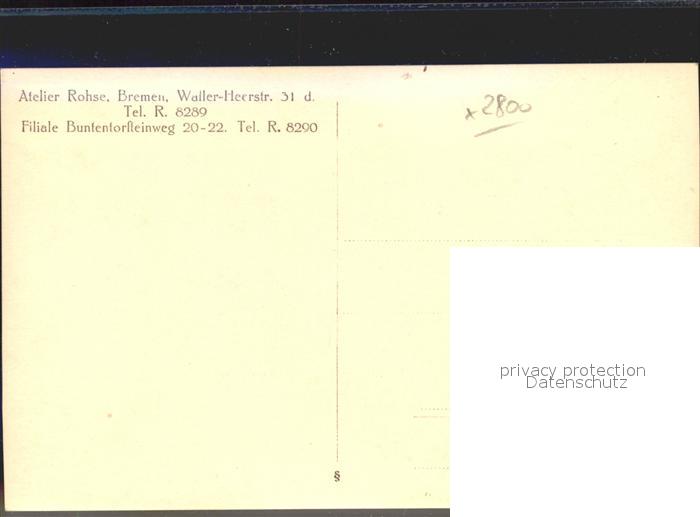 Atelier Rohse, Bremen, Waller-Heerstr. 31 d.
Tel. R. 8289
Filiale Buntentorsteinweg 20-22. Tel. R. 8290
x2800
privacy protection
Datenschutz
§